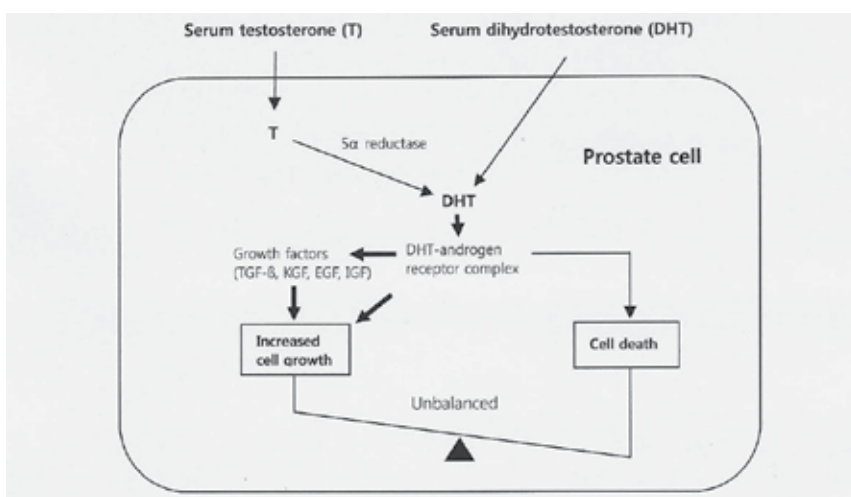 Serum testosterone (T)
Serum dihydrotestosterone (DHT)
T
5α reductase
Prostate cell
DHT
Growth factors
(TGF-ß, KGF, EGF, IGF)
DHT-androgen
receptor complex
Increased
cell growth
Cell death
Unbalanced